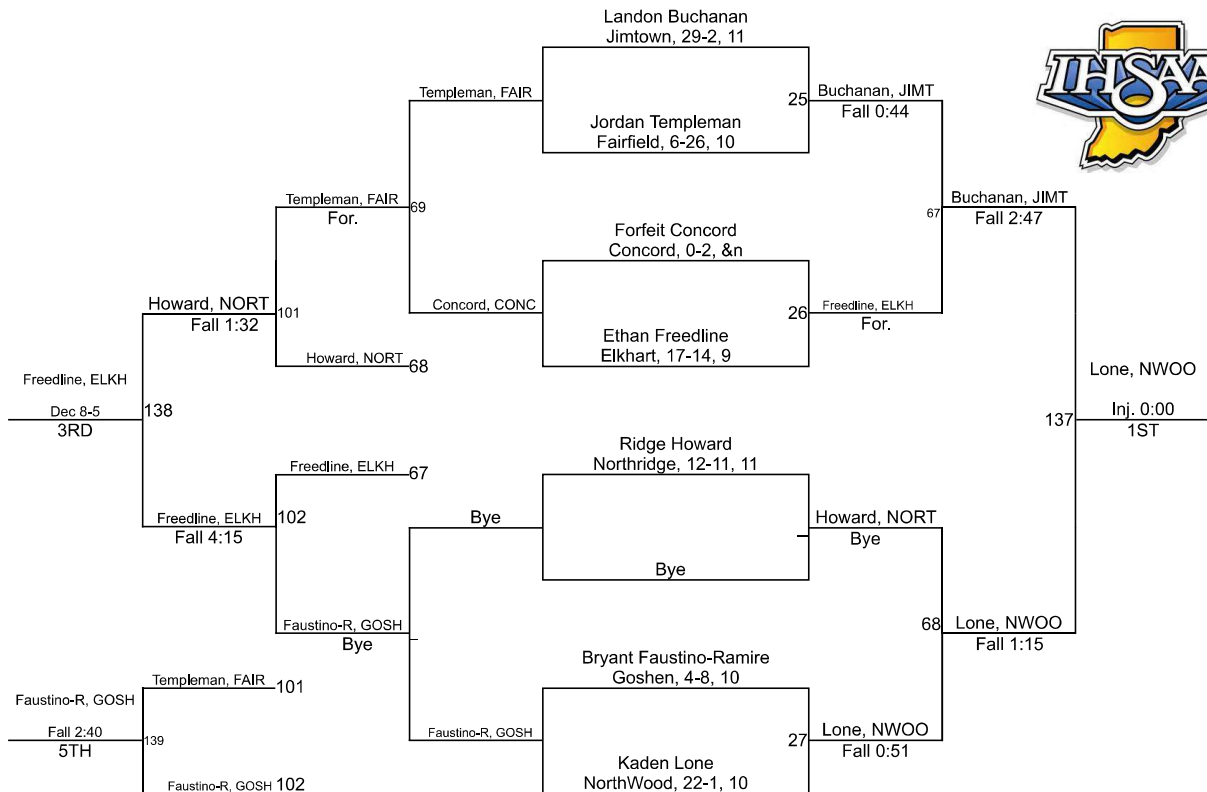 Landon Buchanan
Jimtown, 29-2, 11
IHSAA
Templeman, FAIR
25
Buchanan, JIMT
Fall 0:44
Jordan Templeman
Fairfield, 6-26, 10
Templeman, FAIR
For.
69
67
Buchanan, JIMT
Fall 2:47
Forfeit Concord
Concord, 0-2, &n
Howard, NORT
Fall 1:32
101
Concord, CONC
26
Freedline, ELKH
For.
Ethan Freedline
Elkhart, 17-14, 9
Howard, NORT
68
Freedline, ELKH
Dec 8-5
3RD
138
137
Lone, NWOO
Inj. 0:00
1ST
Ridge Howard
Northridge, 12-11, 11
Freedline, ELKH
67
Freedline, ELKH
Fall 4:15
102
Bye
Howard, NORT
Bye
Bye
Faustino-R, GOSH
Bye
68
Lone, NWOO
Fall 1:15
Bryant Faustino-Ramire
Goshen, 4-8, 10
Templeman, FAIR
101
Faustino-R, GOSH
Fall 2:40
5TH
139
Faustino-R, GOSH
27
Lone, NWOO
Fall 0:51
Kaden Lone
NorthWood, 22-1, 10
Faustino-R, GOSH
102